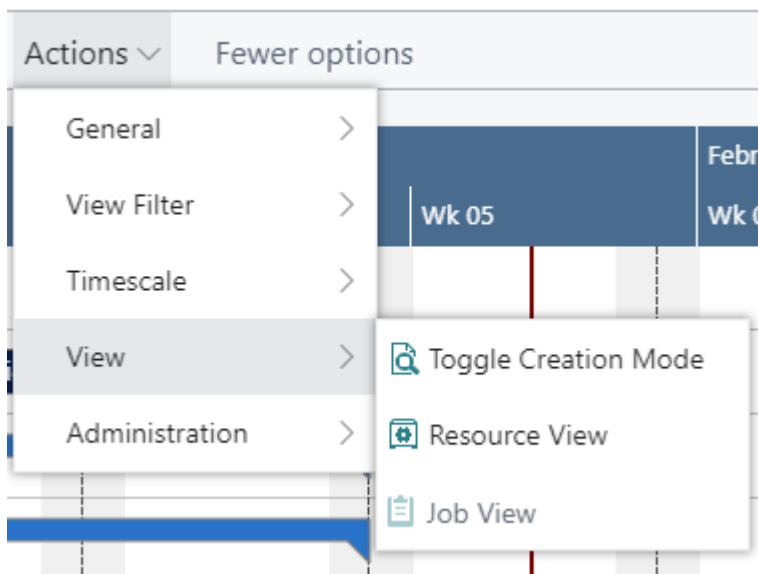 Actions
Fewer options
General
View Filter
Timescale
View
Administration
Wk 05
Toggle Creation Mode
Resource View
Job View